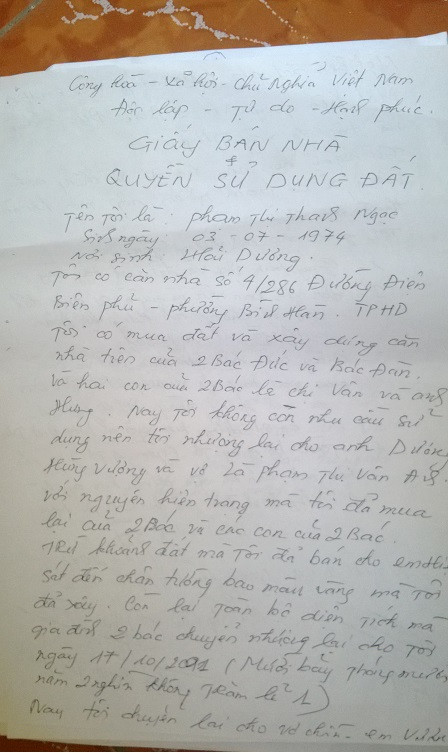 Cộng hoà - xã hội - chủ nghĩa Việt Nam
Độc lập - Tự do - Hạnh phúc.
GIẤY BÁN NHÀ
&
QUYỀN SỬ DỤNG ĐẤT.
Tên tôi là: phạm Thị Thanh Ngọc
Sinh ngày 03-07-1974
Nơi sinh: Hải Dương.
Tôi có căn nhà số 4/286 Đường Điện
Biên phủ - phường Bình Hàn. TPHD
Tôi có mua đất và xây dựng căn
nhà trên của 2 Bác Đức và Bác Đan.
Và hai con của 2 Bác là chị Vân và anh
Hưng. Nay tôi không còn nhu cầu sử
dụng nên tôi nhượng lại cho anh Dương
Hùng Vương và vợ là phạm Thị Vân Anh.
với nguyên hiện trạng mà tôi đã mua
lại của 2 Bác và các con của 2 Bác.
Trừ khoảnh đất mà tôi đã bán cho em
Sát đến chân tường bao màu vàng mà tôi
đã xây. Còn lại toàn bộ diện tích mà
gia đình 2 bác chuyển nhượng lại cho tôi
ngày 17/10/2001 (Mười bảy tháng mười
năm 2 nghìn không trăm lẻ 1)
Nay tôi chuyển lại cho vợ chồng em